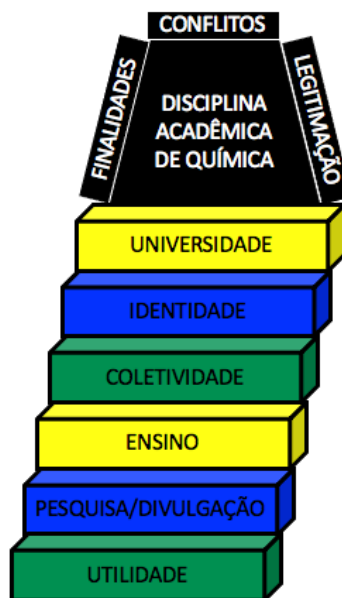 CONFLITOS
FINALIDADES
LEGITIMAÇÃO
DISCIPLINA
ACADÊMICA
DE QUÍMICA
UNIVERSIDADE
IDENTIDADE
COLETIVIDADE
ENSINO
PESQUISA/DIVULGAÇÃO
UTILIDADE